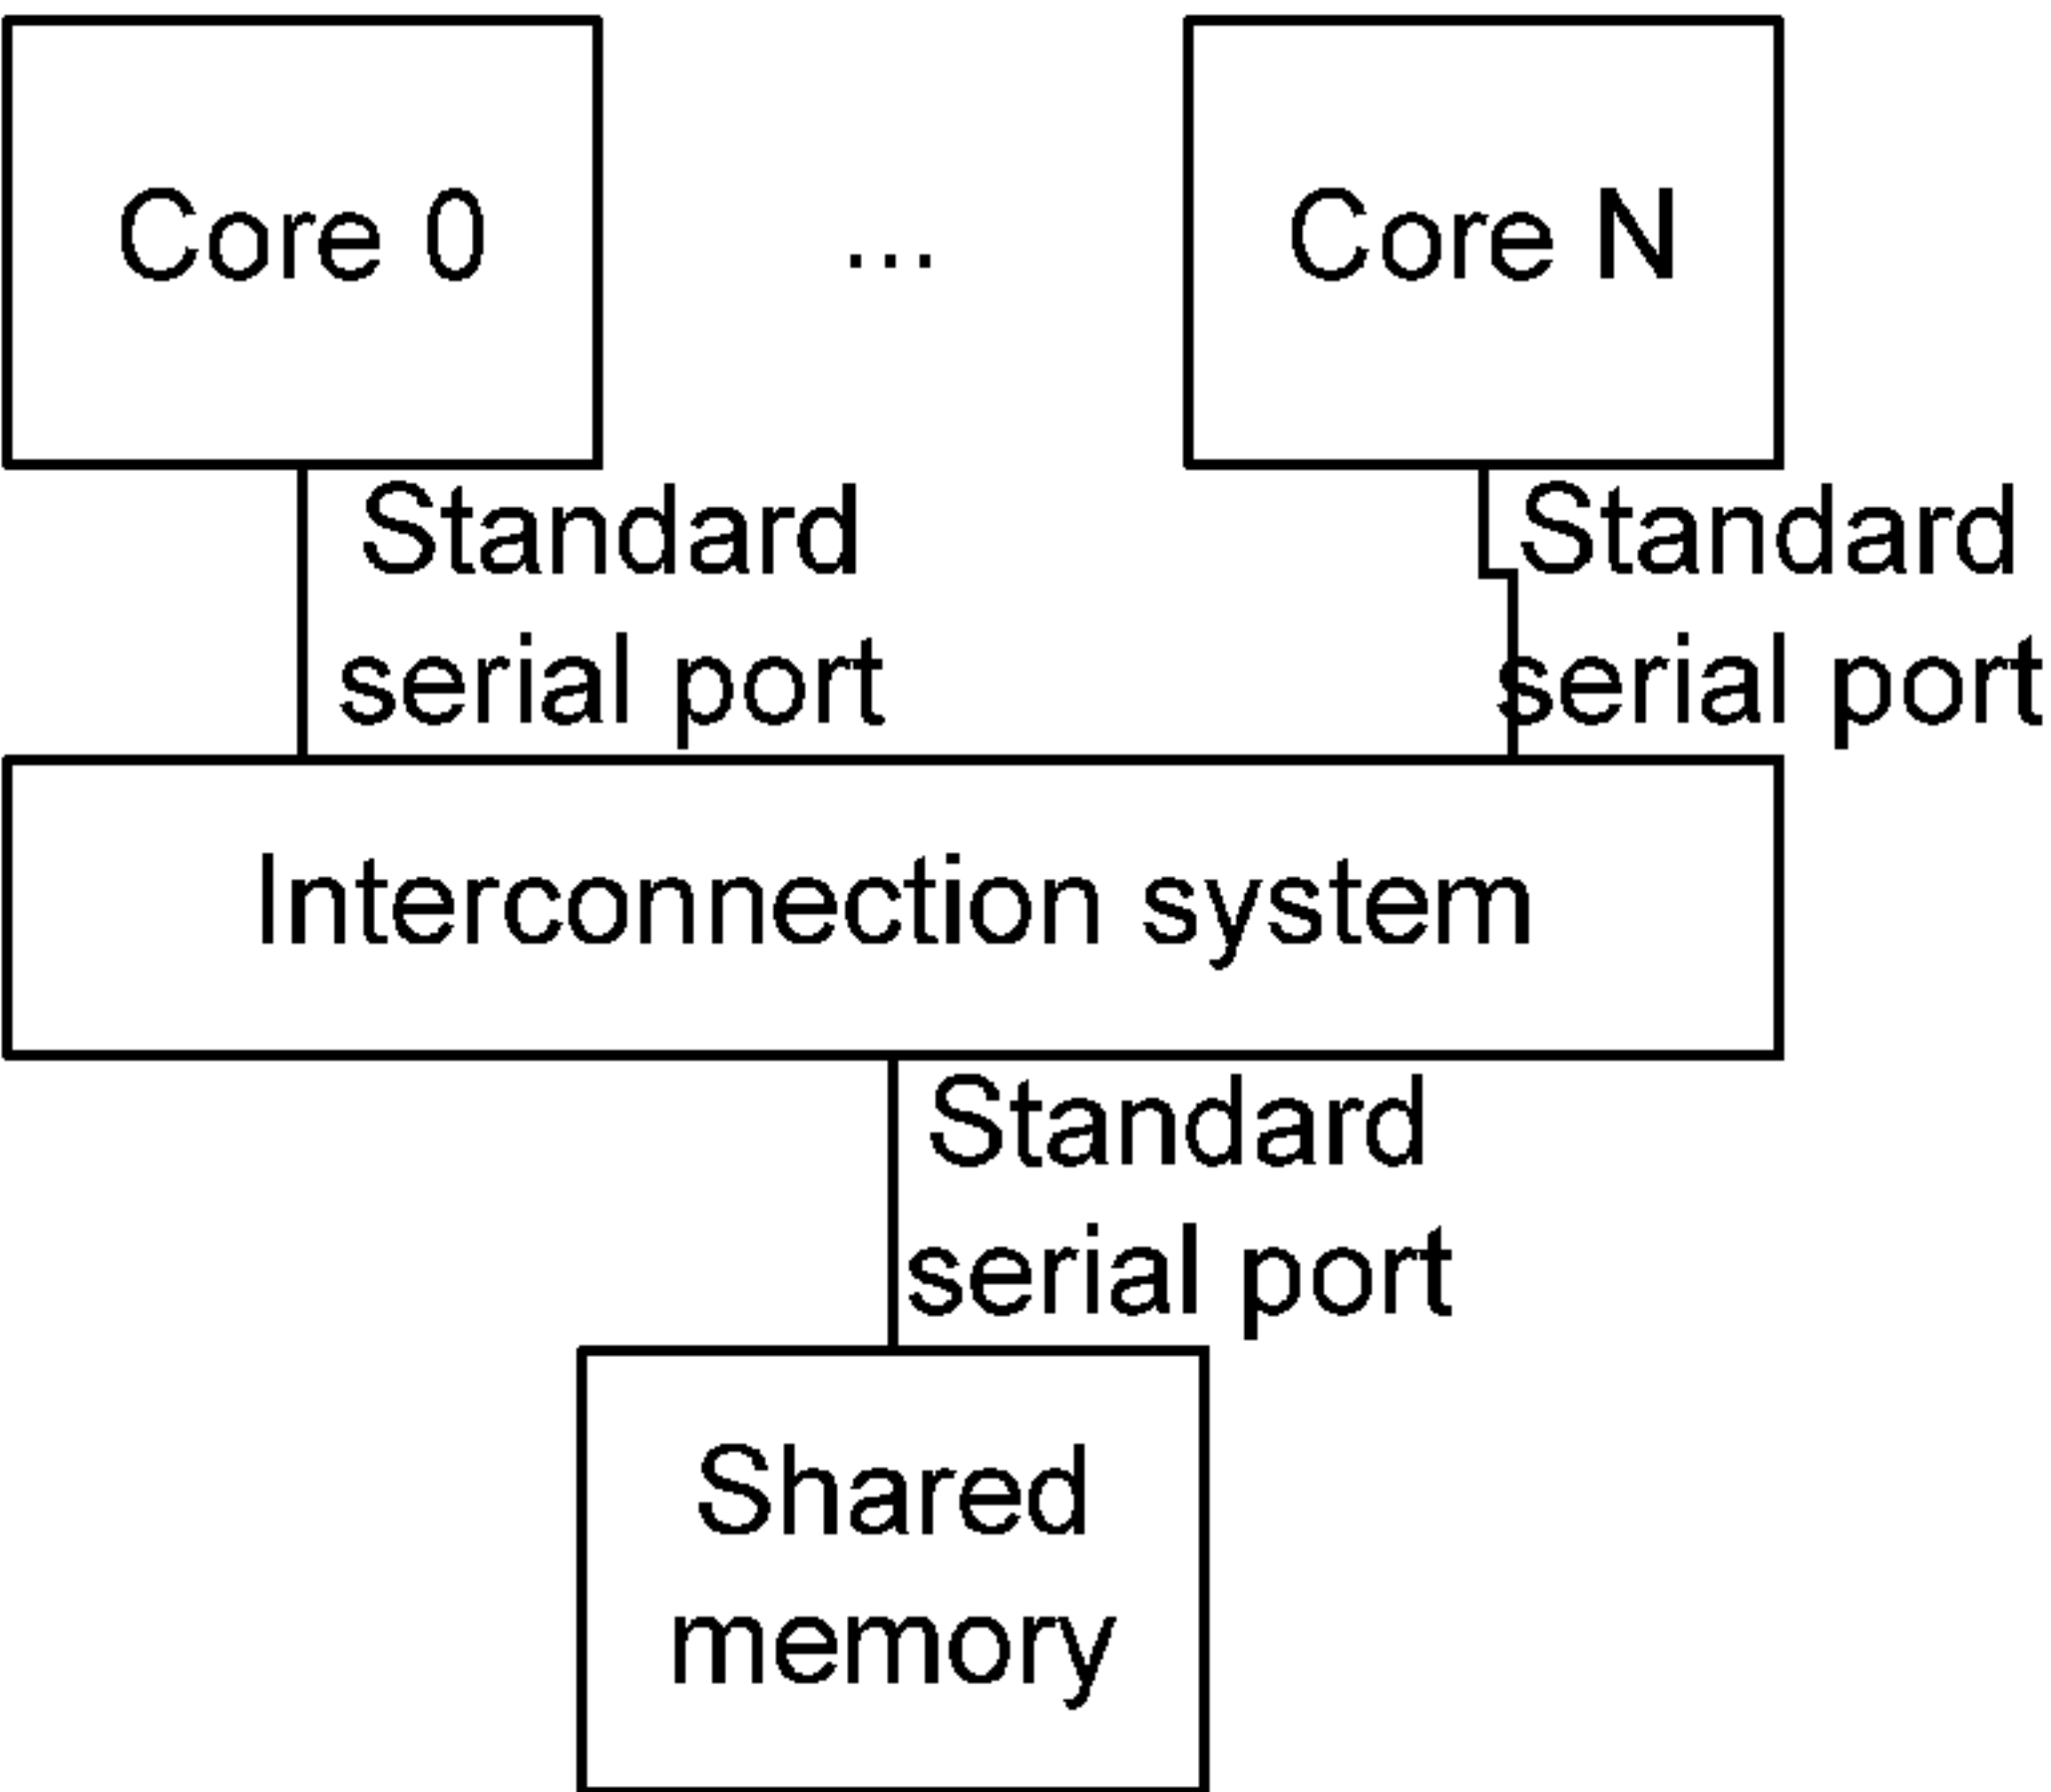 Core 0
...
Core N
Standard
serial port
Standard
serial port
Interconnection system
Standard
serial port
Shared
memory